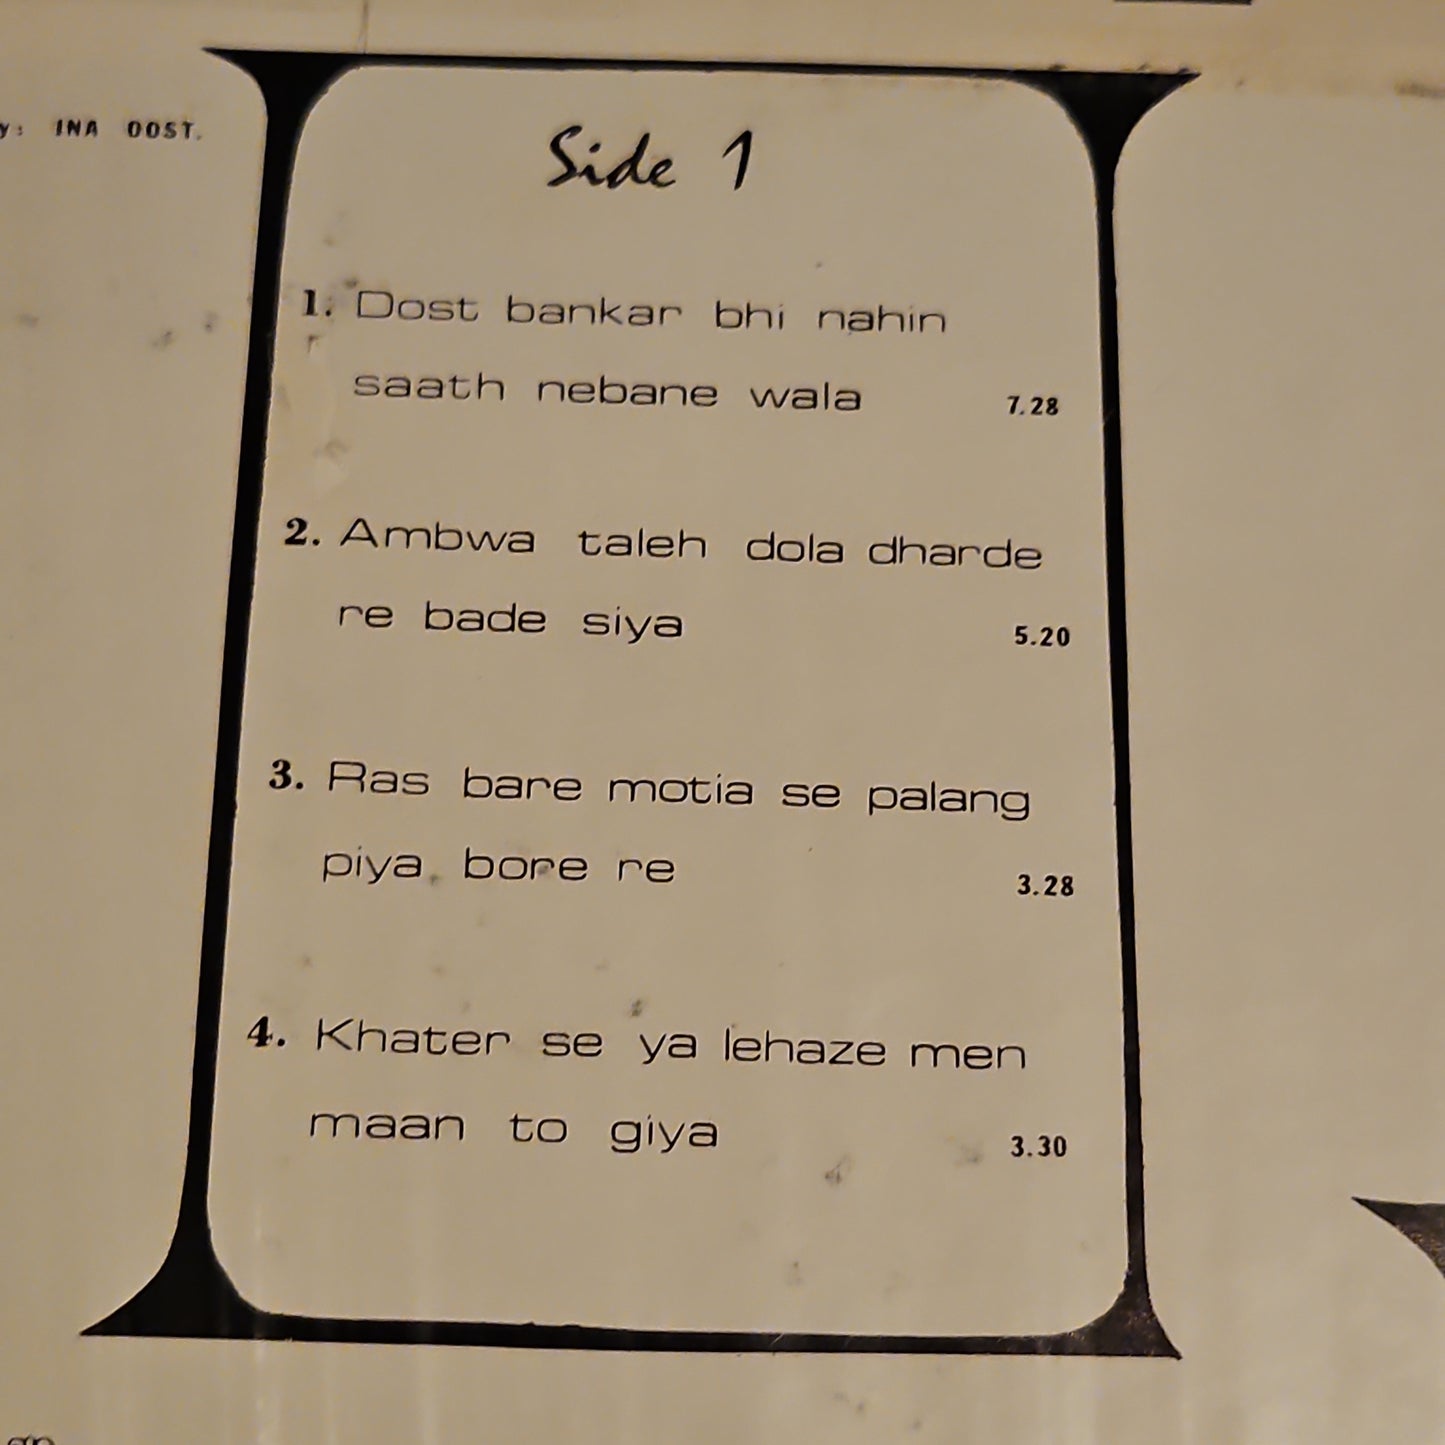 y: INA OOST.
Side 1
1. Dost bankar bhi nahin
saath nebane wala 7.28
2. Ambwa taleh dola dharde
re bade siya 5.20
3. Ras bare motia se palang
piya bore re 3.28
4. Khater se ya lehaze men
maan to giya 3.30